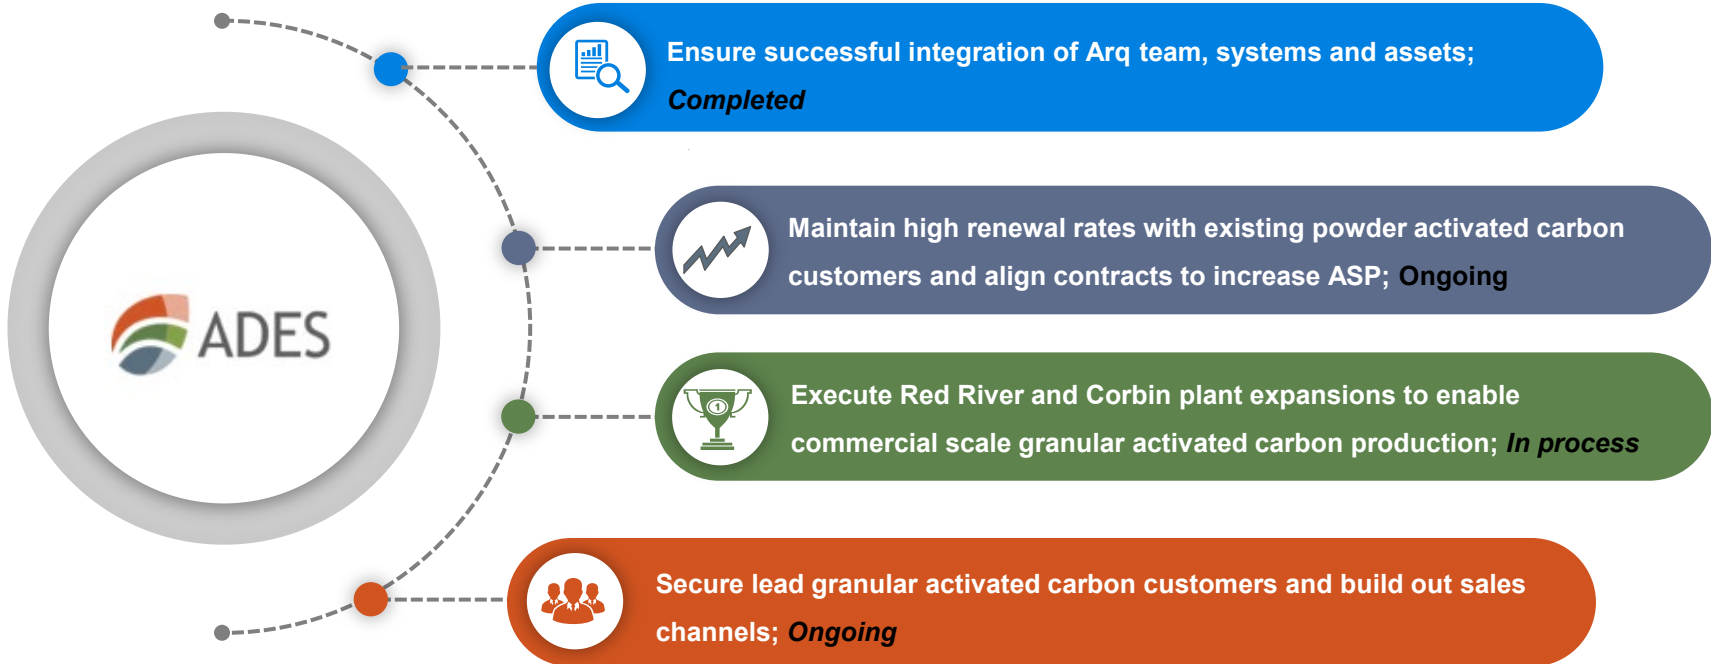 Ensure successful integration of Arq team, systems and assets;
Completed
Maintain high renewal rates with existing powder activated carbon
customers and align contracts to increase ASP; Ongoing
ADES
Execute Red River and Corbin plant expansions to enable
commercial scale granular activated carbon production; In process
1
Secure lead granular activated carbon customers and build out sales
channels; Ongoing